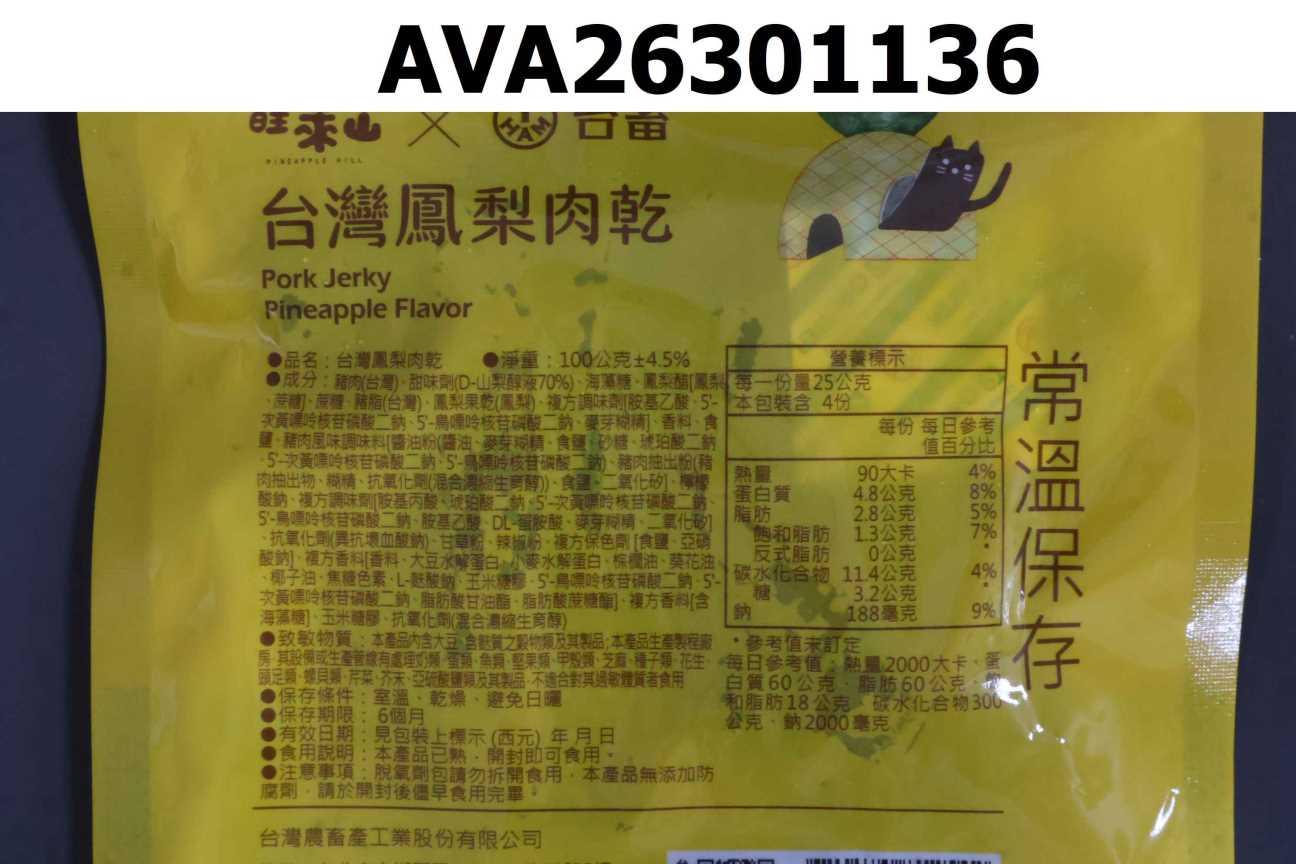 AVA26301136
旺來山 × HAM 台畜
PINEAPPLE HILL
台灣鳳梨肉乾
Pork Jerky
Pineapple Flavor
●品名：台灣鳳梨肉乾 ●淨重：100公克±4.5%
●成分：豬肉(台灣)、甜味劑(D-山梨醇液70%)、海藻糖、鳳梨醋[鳳梨
、蔗糖]、蔗糖、豬脂(台灣)、鳳梨果乾(鳳梨)、複方調味劑[胺基乙酸、5'-
次黃嘌呤核苷磷酸二鈉、5'-鳥嘌呤核苷磷酸二鈉、麥芽糊精]、香料、食
鹽、豬肉風味調味料[醬油粉(醬油、麥芽糊精、食鹽、砂糖、琥珀酸二鈉
、5'-次黃嘌呤核苷磷酸二鈉、5'-鳥嘌呤核苷磷酸二鈉)、豬肉抽出粉(豬
肉抽出物、糊精、抗氧化劑(混合濃縮生育醇))、食鹽、二氧化矽]、檸檬
酸鈉、複方調味劑[胺基丙酸、琥珀酸二鈉、5'-次黃嘌呤核苷磷酸二鈉、
5'-鳥嘌呤核苷磷酸二鈉、胺基乙酸、DL-蛋胺酸、麥芽糊精、二氧化矽]
、抗氧化劑(異抗壞血酸鈉)、甘草粉、辣椒粉、複方保色劑[食鹽、亞硝
酸鈉]、複方香料[香料、大豆水解蛋白、小麥水解蛋白、棕櫚油、葵花油
、椰子油、焦糖色素、L-麩酸鈉、玉米糖膠、5'-鳥嘌呤核苷磷酸二鈉、5'-
次黃嘌呤核苷磷酸二鈉、脂肪酸甘油酯、脂肪酸蔗糖酯]、複方香料[含
海藻糖]、玉米糖膠、抗氧化劑(混合濃縮生育醇)
●致敏物質：本產品內含大豆、含麩質之穀物類及其製品，本產品生產製程廠
房，其設備或生產管線有處理奶類、蛋類、魚類、堅果類、甲殼類、芝麻、種子類、花生、
頭足類、螺貝類、芹菜、芥末、亞硫酸鹽類及其製品，不適合對其過敏體質者食用
●保存條件：室溫、乾燥、避免日曬
●保存期限：6個月
●有效日期：見包裝上標示(西元) 年 月 日
●食用說明：本產品已熟，開封即可食用。
●注意事項：脫氧劑包請勿拆開食用，本產品無添加防
腐劑，請於開封後儘早食用完畢。
台灣農畜產工業股份有限公司
營養標示
每一份量25公克
本包裝含 4份
每份 每日參考
值百分比
熱量 90大卡 4%
蛋白質 4.8公克 8%
脂肪 2.8公克 5%
飽和脂肪 1.3公克 7%
反式脂肪 0公克 *
碳水化合物 11.4公克 4%
糖 3.2公克 *
鈉 188毫克 9%
*參考值未訂定
每日參考值：熱量2000大卡、蛋
白質60公克、脂肪60公克、飽
和脂肪18公克、碳水化合物300
公克、鈉2000毫克
常溫保存